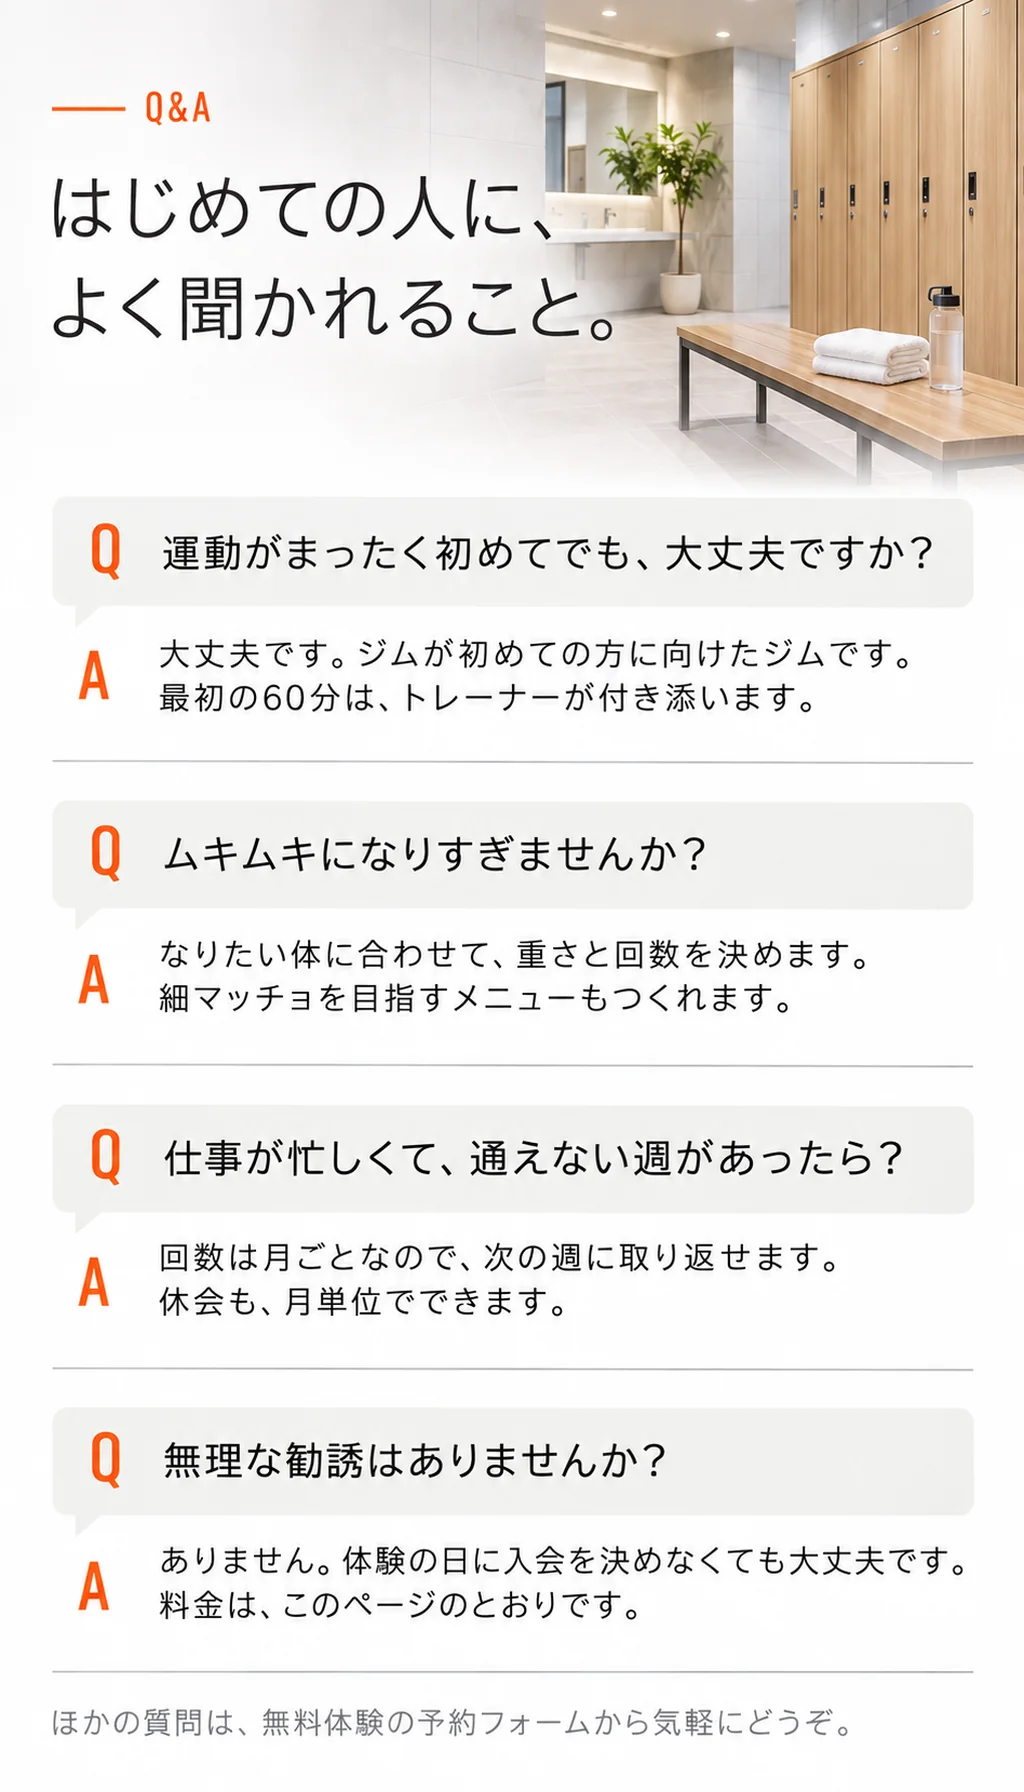 Q&A
はじめての人に、
よく聞かれること。
Q 運動がまったく初めてでも、大丈夫ですか？
A 大丈夫です。ジムが初めての方に向けたジムです。
最初の60分は、トレーナーが付き添います。
Q ムキムキになりすぎませんか？
A なりたい体に合わせて、重さと回数を決めます。
細マッチョを目指すメニューもつくれます。
Q 仕事が忙しくて、通えない週があったら？
A 回数は月ごとなので、次の週に取り返せます。
休会も、月単位でできます。
Q 無理な勧誘はありませんか？
A ありません。体験の日に入会を決めなくても大丈夫です。
料金は、このページのとおりです。
ほかの質問は、無料体験の予約フォームから気軽にどうぞ。